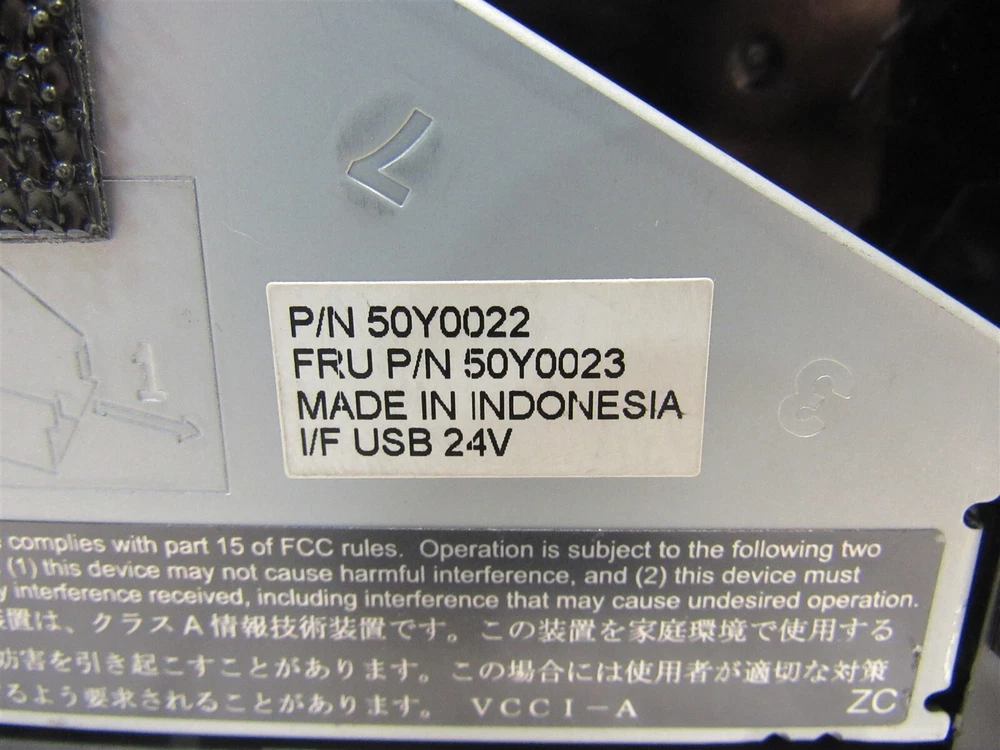 7
P/N 50Y0022
FRU P/N 50Y0023
MADE IN INDONESIA
I/F USB 24V
1
3
complies with part 15 of FCC rules. Operation is subject to the following two
(1) this device may not cause harmful interference, and (2) this device must
interference received, including interference that may cause undesired operation.
装置は、クラスA情報技術装置です。この装置を家庭環境で使用する
妨害を引き起こすことがあります。この場合には使用者が適切な対策
るよう要求されることがあります。 VCCI-A
ZC